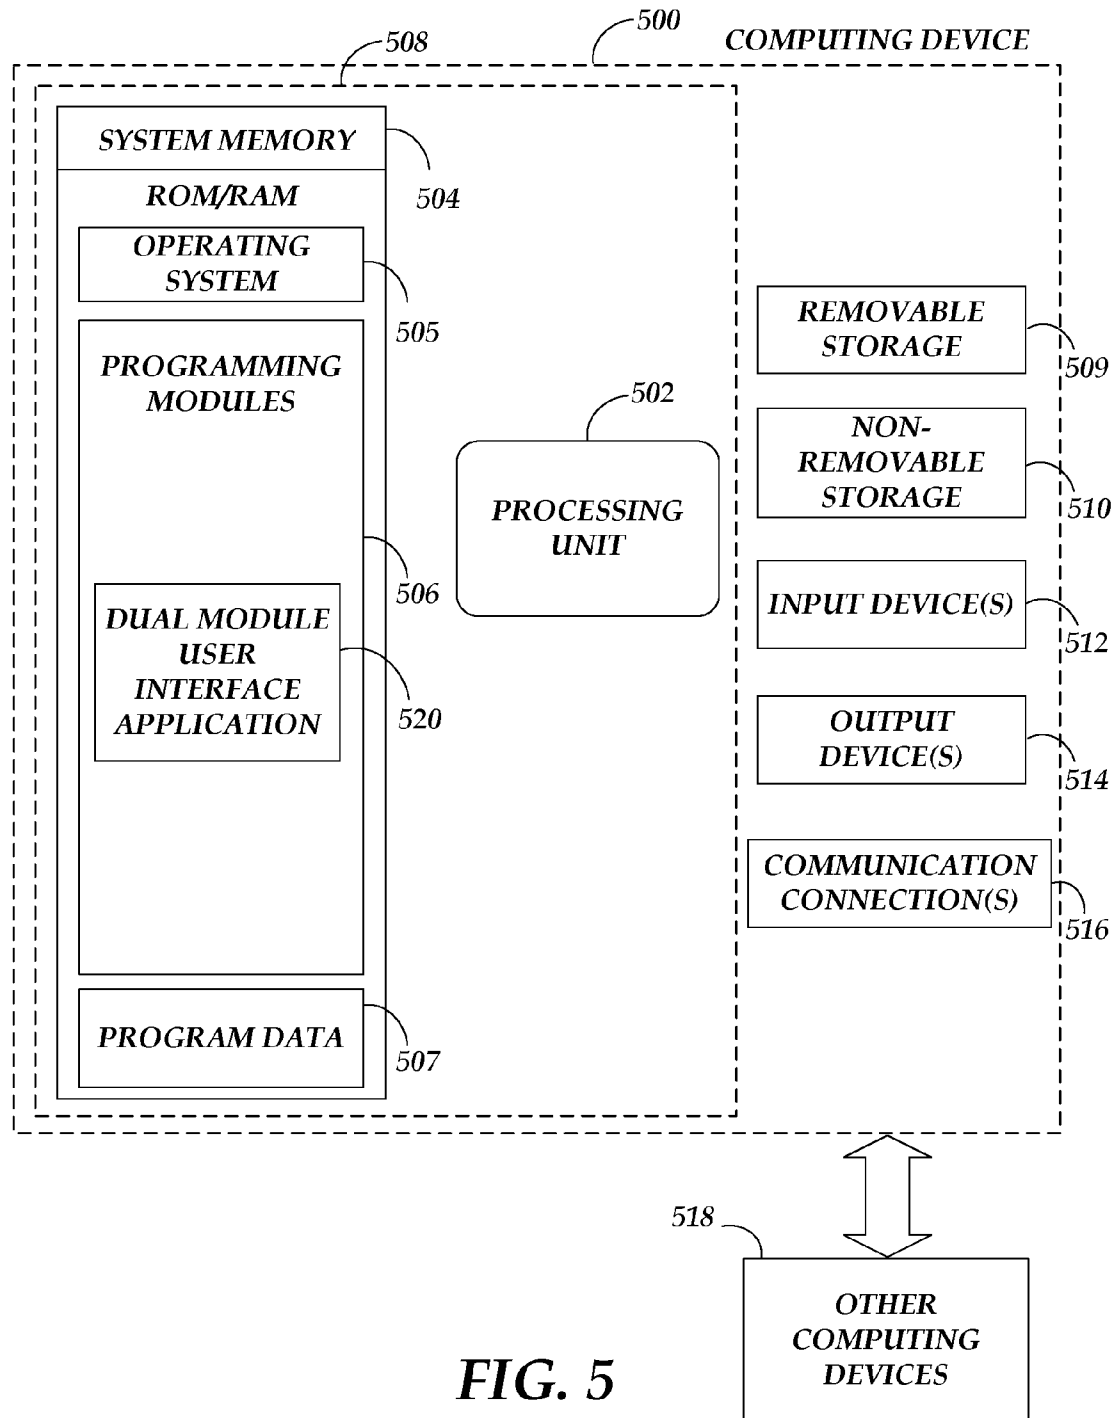 500
COMPUTING DEVICE
508
SYSTEM MEMORY
504
ROM/RAM
OPERATING
SYSTEM
505
PROGRAMMING
MODULES
506
DUAL MODULE
USER
INTERFACE
APPLICATION
520
PROGRAM DATA
507
502
PROCESSING
UNIT
REMOVABLE
STORAGE
509
NON-
REMOVABLE
STORAGE
510
INPUT DEVICE(S)
512
OUTPUT
DEVICE(S)
514
COMMUNICATION
CONNECTION(S)
516
518
OTHER
COMPUTING
DEVICES
FIG. 5